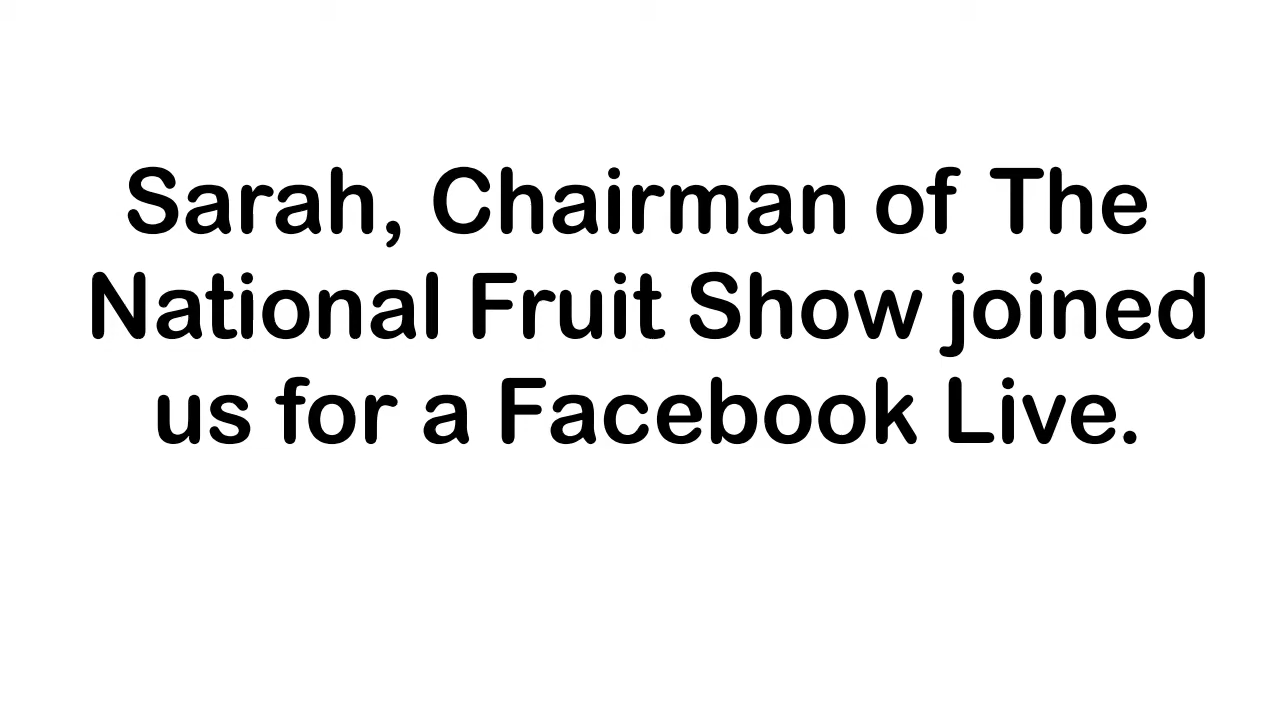 Sarah, Chairman of The
National Fruit Show joined
us for a Facebook Live.